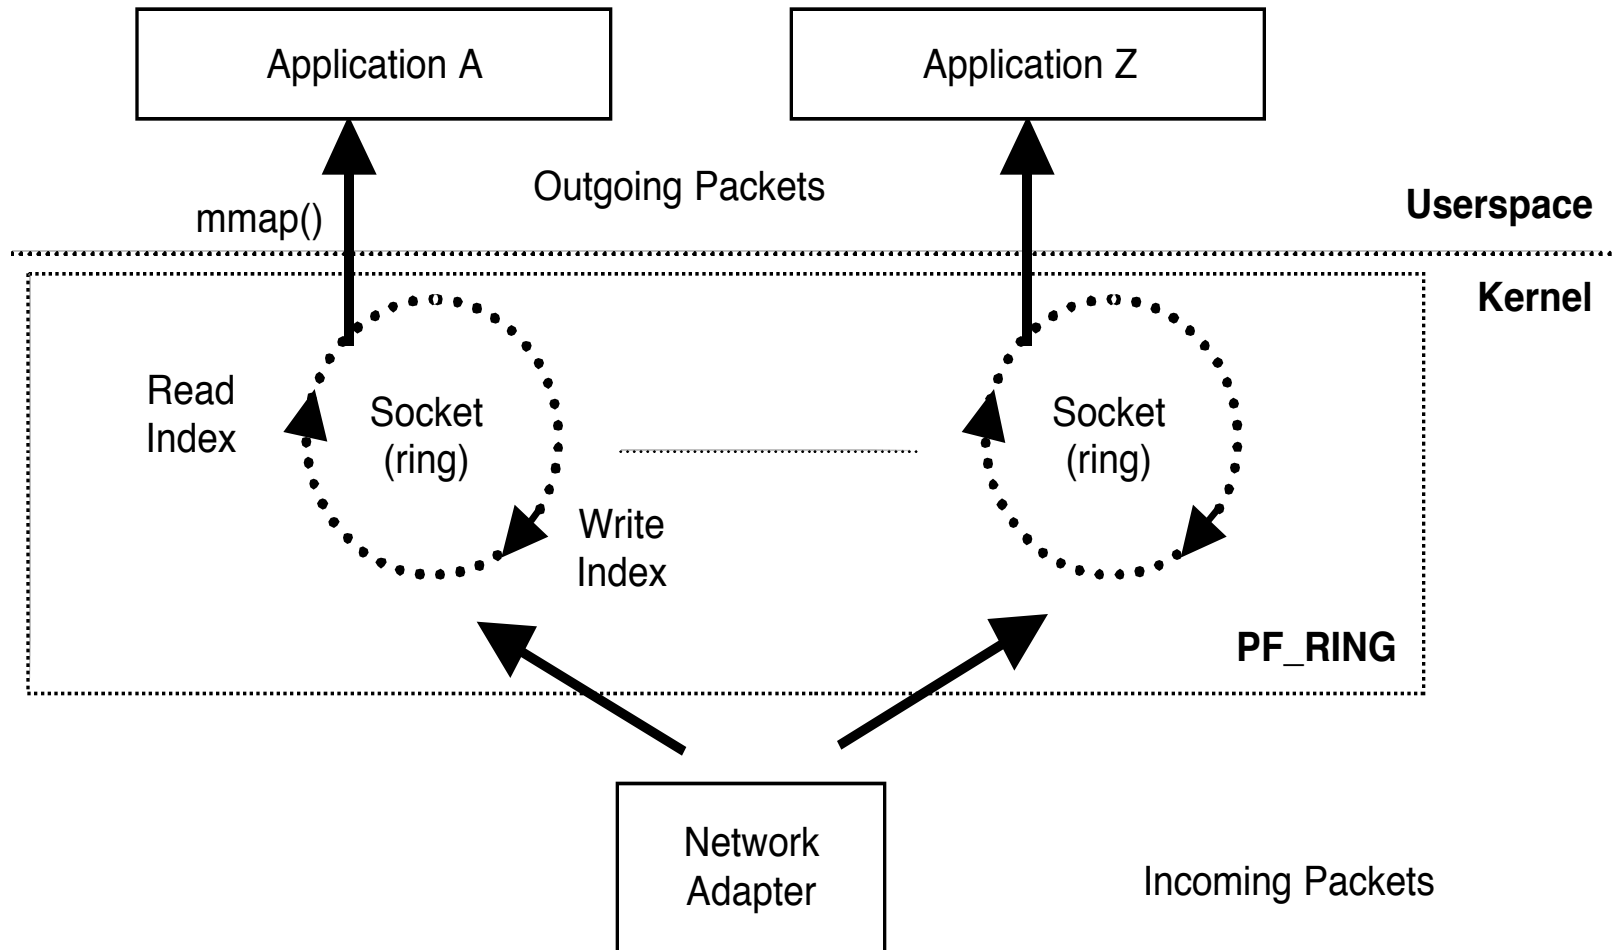 Application A
Application Z
Outgoing Packets
mmap()
Userspace
Kernel
Read
Index
Socket
(ring)
Socket
(ring)
Write
Index
PF_RING
Network
Adapter
Incoming Packets